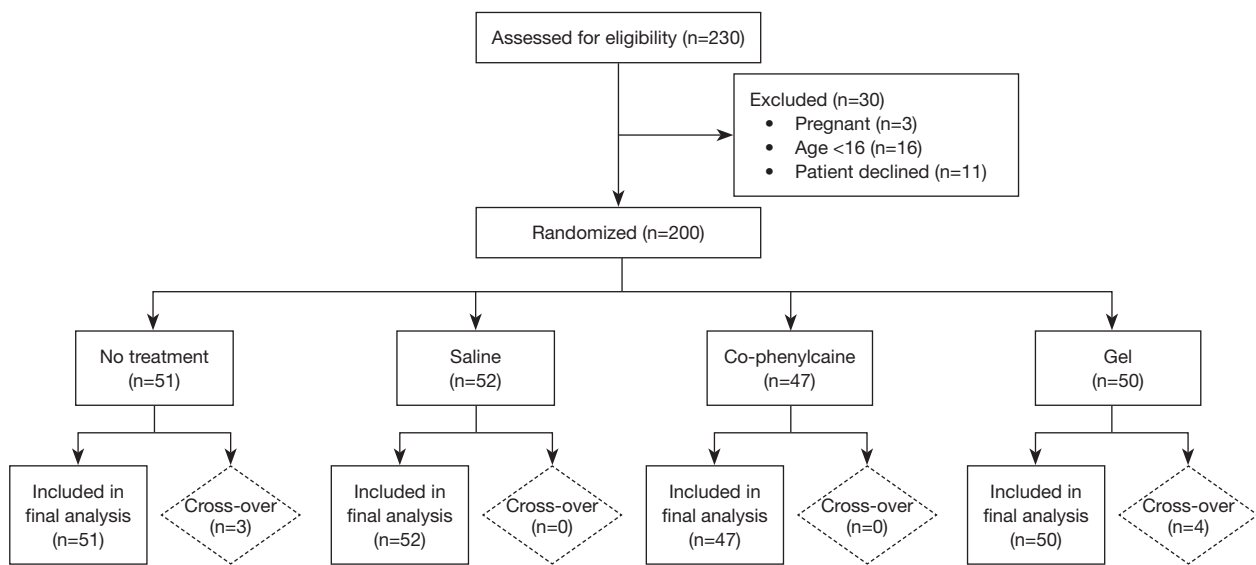 Assessed for eligibility (n=230)
Excluded (n=30)
• Pregnant (n=3)
• Age <16 (n=16)
• Patient declined (n=11)
Randomized (n=200)
No treatment
(n=51)
Saline
(n=52)
Co-phenylcaine
(n=47)
Gel
(n=50)
Included in
final analysis
(n=51)
Cross-over
(n=3)
Included in
final analysis
(n=52)
Cross-over
(n=0)
Included in
final analysis
(n=47)
Cross-over
(n=0)
Included in
final analysis
(n=50)
Cross-over
(n=4)